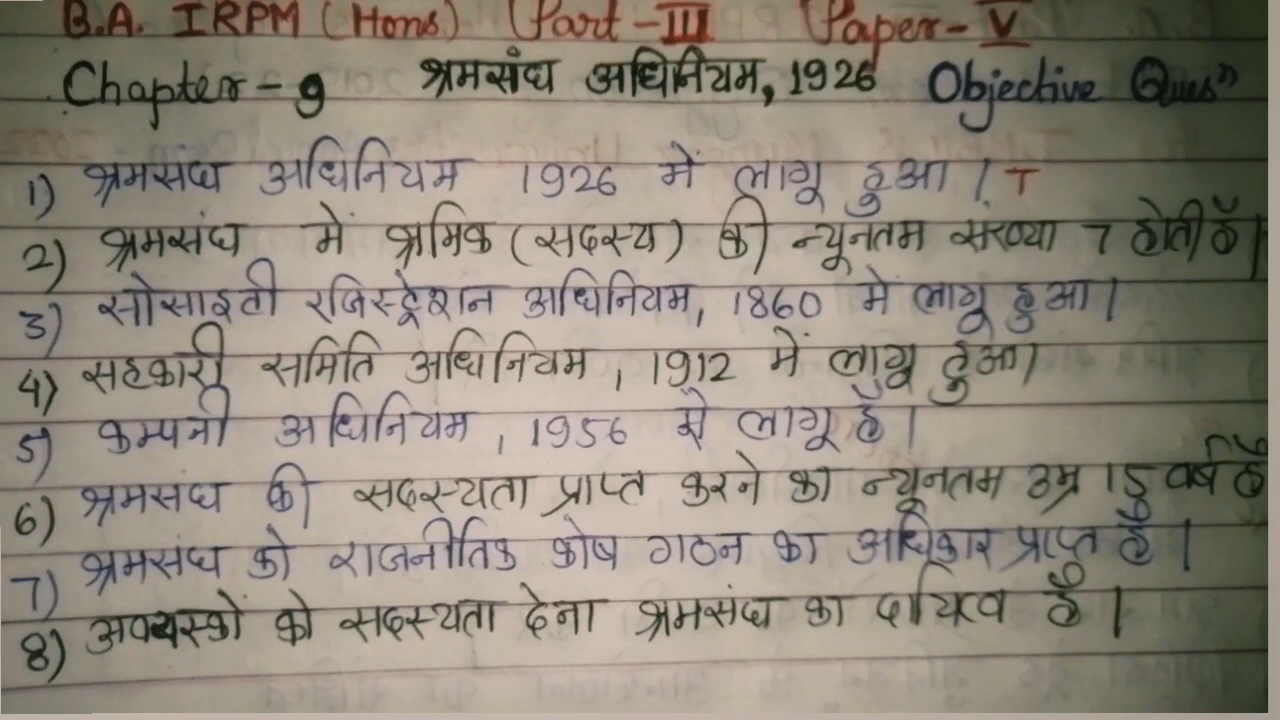 B.A. IRPM (Hons) Part-III Paper-V
Chapter-9 श्रमसंघ अधिनियम, 1926 Objective Quesn
1) श्रमसंघ अधिनियम 1926 में लागू हुआ। T
2) श्रमसंघ में श्रमिक (सदस्य) की न्यूनतम संख्या 7 होती है।
3) सोसाइटी रजिस्ट्रेशन अधिनियम, 1860 में लागू हुआ।
4) सहकारी समिति अधिनियम, 1912 में लागू हुआ।
5) कम्पनी अधिनियम, 1956 से लागू है।
6) श्रमसंघ की सदस्यता प्राप्त करने का न्यूनतम उम्र 15 वर्ष है
7) श्रमसंघ को राजनीतिक कोष गठन का अधिकार प्राप्त है।
8) अवयस्कों को सदस्यता देना श्रमसंघ का दायित्व है।